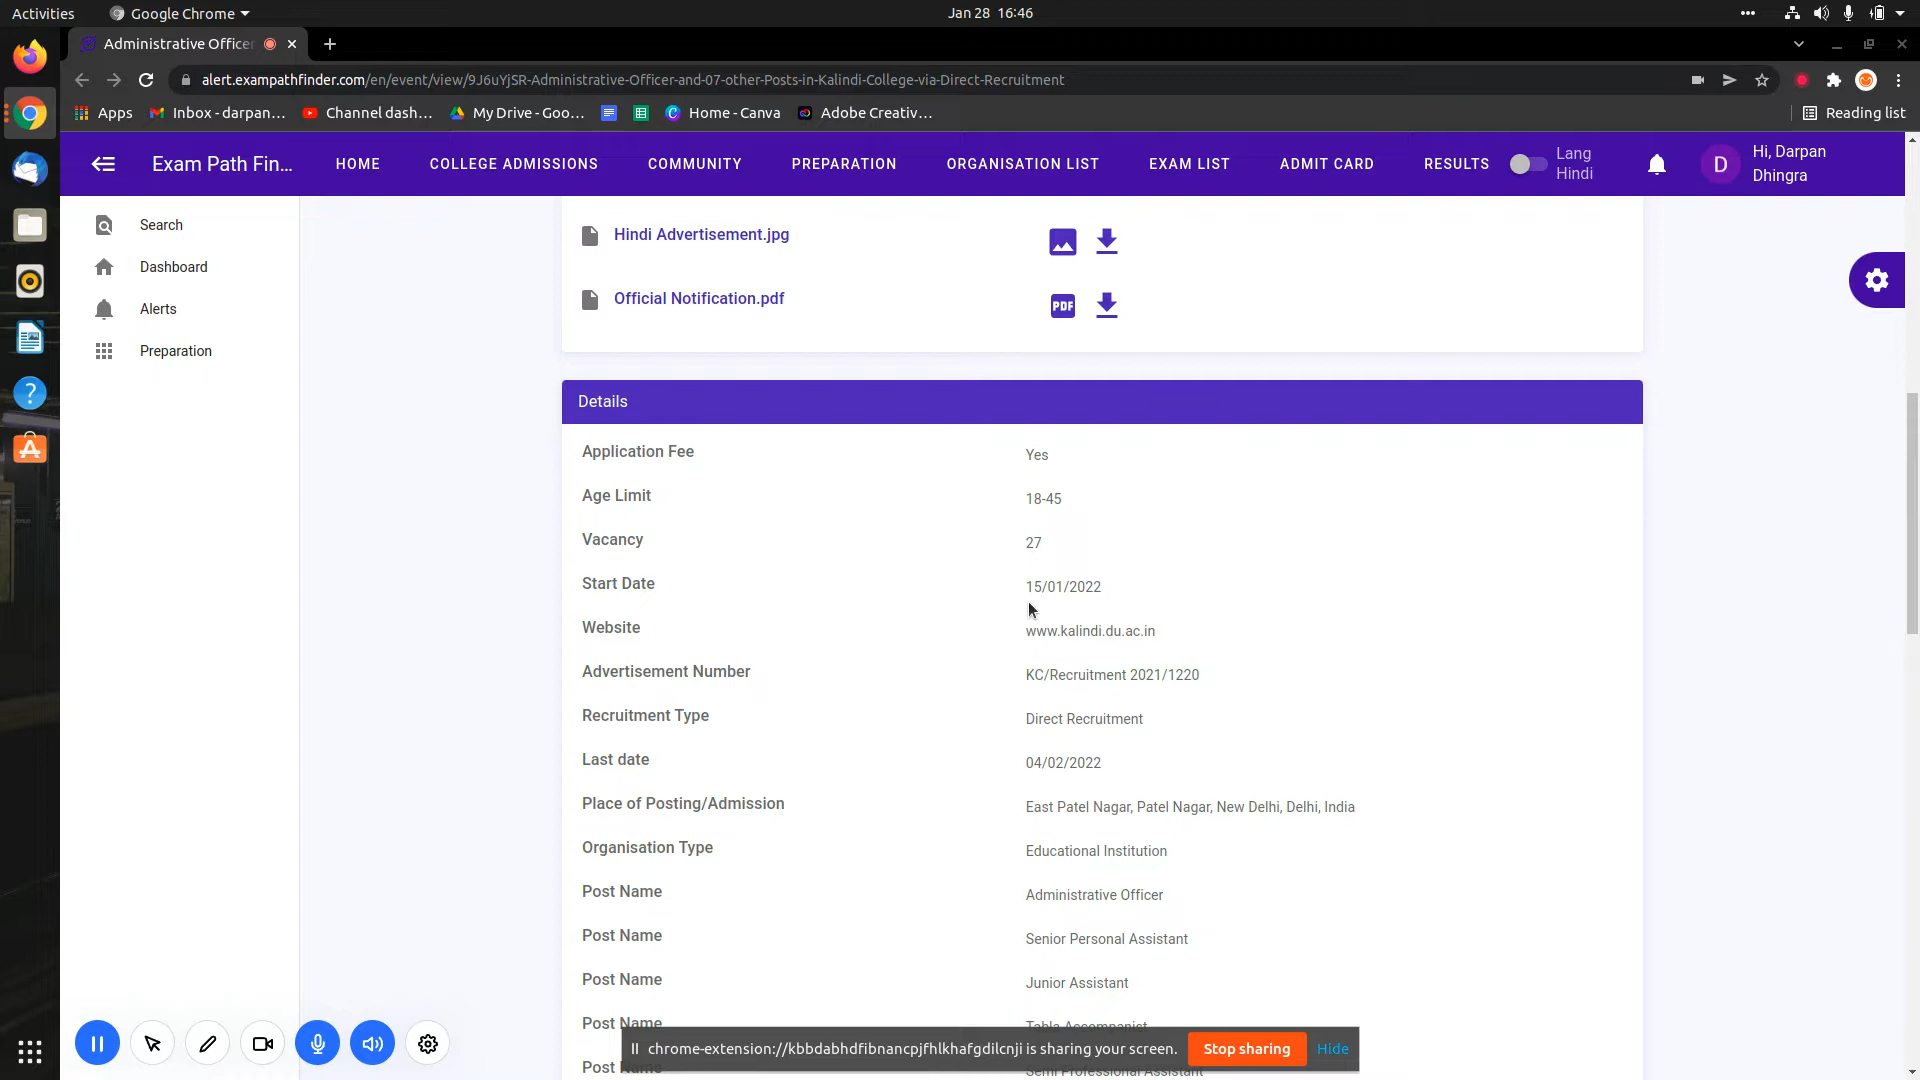 Activities
Google Chrome
Jan 28 16:46
Administrative Officer
alert.exampathfinder.com/en/event/view/9J6uYjSR-Administrative-Officer-and-07-other-Posts-in-Kalindi-College-via-Direct-Recruitment
Apps
Inbox - darpan...
Channel dash...
My Drive - Goo...
Home - Canva
Adobe Creativ...
Reading list
Exam Path Fin...
HOME
COLLEGE ADMISSIONS
COMMUNITY
PREPARATION
ORGANISATION LIST
EXAM LIST
ADMIT CARD
RESULTS
Lang
Hindi
D
Hi, Darpan
Dhingra
Search
Dashboard
Alerts
Preparation
Hindi Advertisement.jpg
Official Notification.pdf
PDF
Details
Application Fee Yes
Age Limit 18-45
Vacancy 27
Start Date 15/01/2022
Website www.kalindi.du.ac.in
Advertisement Number KC/Recruitment 2021/1220
Recruitment Type Direct Recruitment
Last date 04/02/2022
Place of Posting/Admission East Patel Nagar, Patel Nagar, New Delhi, Delhi, India
Organisation Type Educational Institution
Post Name Administrative Officer
Post Name Senior Personal Assistant
Post Name Junior Assistant
Post Name Tabla Accompanist
Post Semi Professional Assistant
chrome-extension://kbbdabhdfibnancpjfhlkhafgdilcnji is sharing your screen.
Stop sharing
Hide